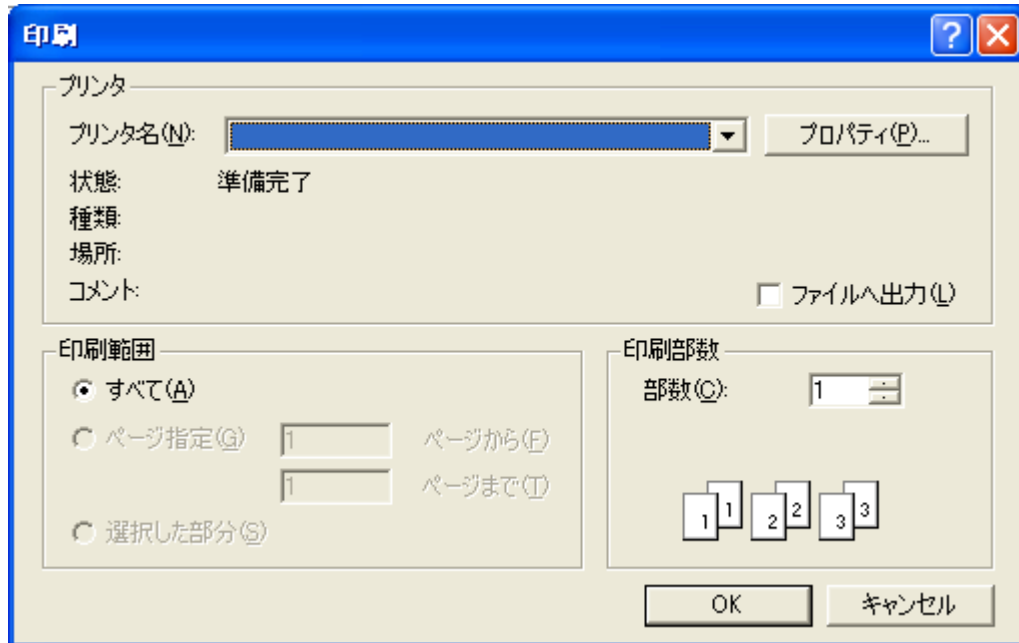 印刷
プリンタ
プリンタ名(N): プロパティ(P)...
状態: 準備完了
種類:
場所:
コメント: ファイルへ出力(L)
印刷範囲
すべて(A)
ページ指定(G) 1 ページから(F)
1 ページまで(T)
選択した部分(S)
印刷部数
部数(C): 1
1 1 2 2 3 3
OK キャンセル